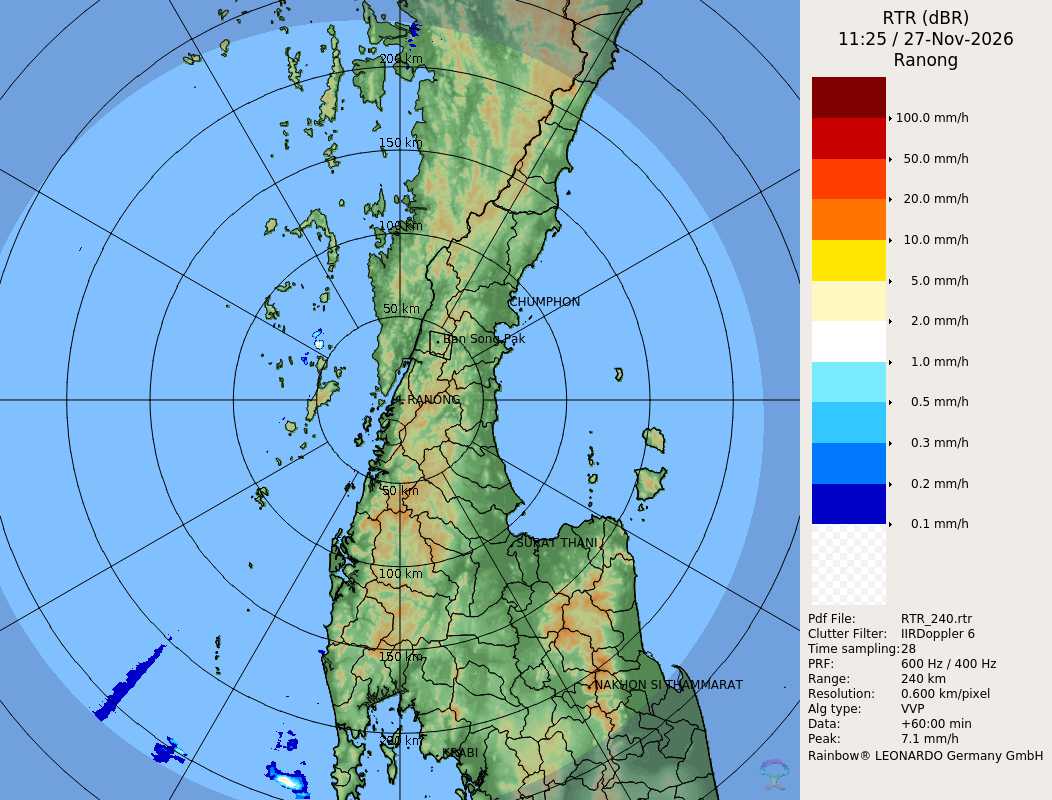 RTR (dBR)
11:25 / 27-Nov-2026
Ranong
200 km
150 km
100 km
50 km
CHUMPHON
Ban Song Pak
RANONG
50 km
SURAT THANI
100 km
150 km
NAKHON SI THAMMARAT
200 km
KRABI
100.0 mm/h
50.0 mm/h
20.0 mm/h
10.0 mm/h
5.0 mm/h
2.0 mm/h
1.0 mm/h
0.5 mm/h
0.3 mm/h
0.2 mm/h
0.1 mm/h
Pdf File: RTR_240.rtr
Clutter Filter: IIRDoppler 6
Time sampling:28
PRF: 600 Hz / 400 Hz
Range: 240 km
Resolution: 0.600 km/pixel
Alg type: VVP
Data: +60:00 min
Peak: 7.1 mm/h
Rainbow® LEONARDO Germany GmbH